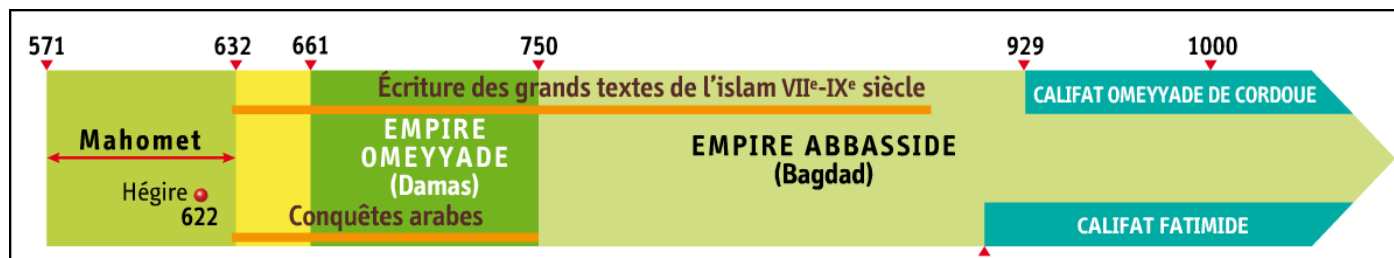 571
632
661
750
929
1000
Écriture des grands textes de l'islam VIIe-IXe siècle
CALIFAT OMEYYADE DE CORDOUE
Mahomet
EMPIRE
OMEYYADE
(Damas)
EMPIRE ABBASSIDE
(Bagdad)
Hégire
622
Conquêtes arabes
CALIFAT FATIMIDE